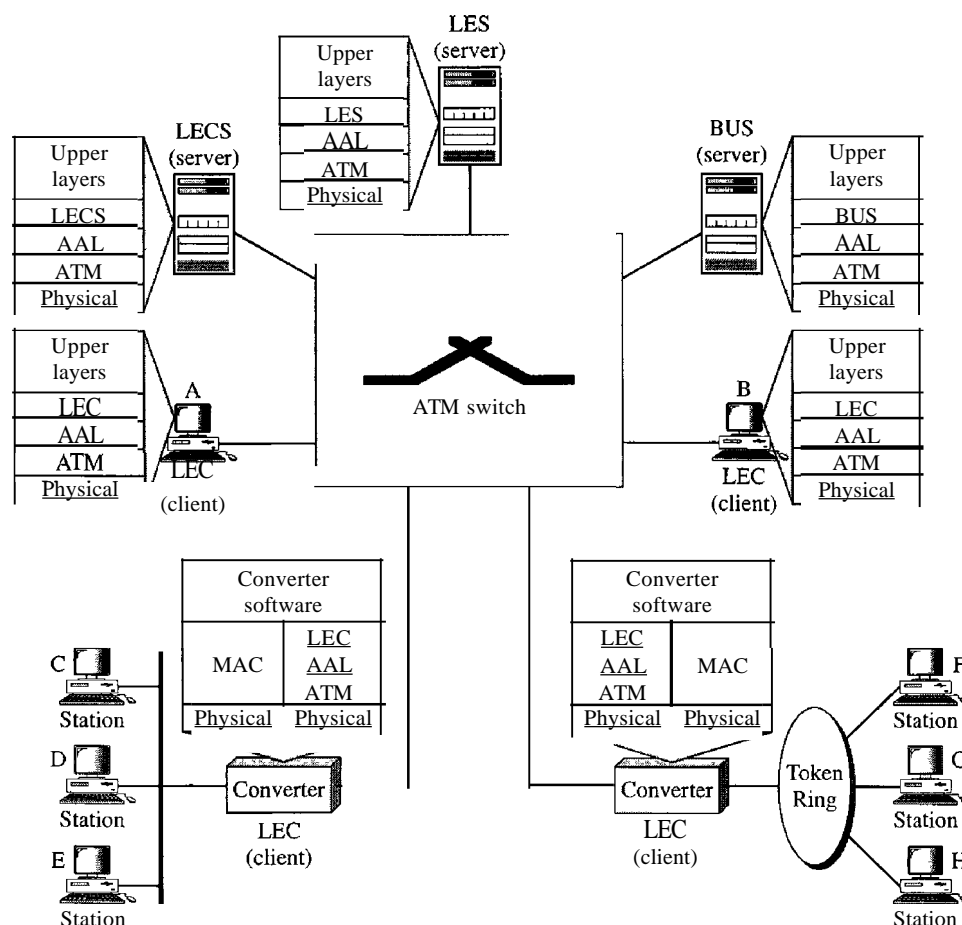 LES
(server)
Upper
layers
LES
AAL
ATM
Physical
LECS
(server)
Upper
layers
LECS
AAL
ATM
Physical
BUS
(server)
Upper
layers
BUS
AAL
ATM
Physical
Upper
layers
LEC
AAL
ATM
Physical
A
LEC
(client)
ATM switch
B
LEC
(client)
Upper
layers
LEC
AAL
ATM
Physical
Converter
software
MAC
LEC
AAL
ATM
Physical
Physical
Converter
software
LEC
AAL
ATM
MAC
Physical
Physical
C
Station
D
Station
E
Station
Converter
LEC
(client)
Converter
LEC
(client)
Token
Ring
F
Station
Station
H
Station